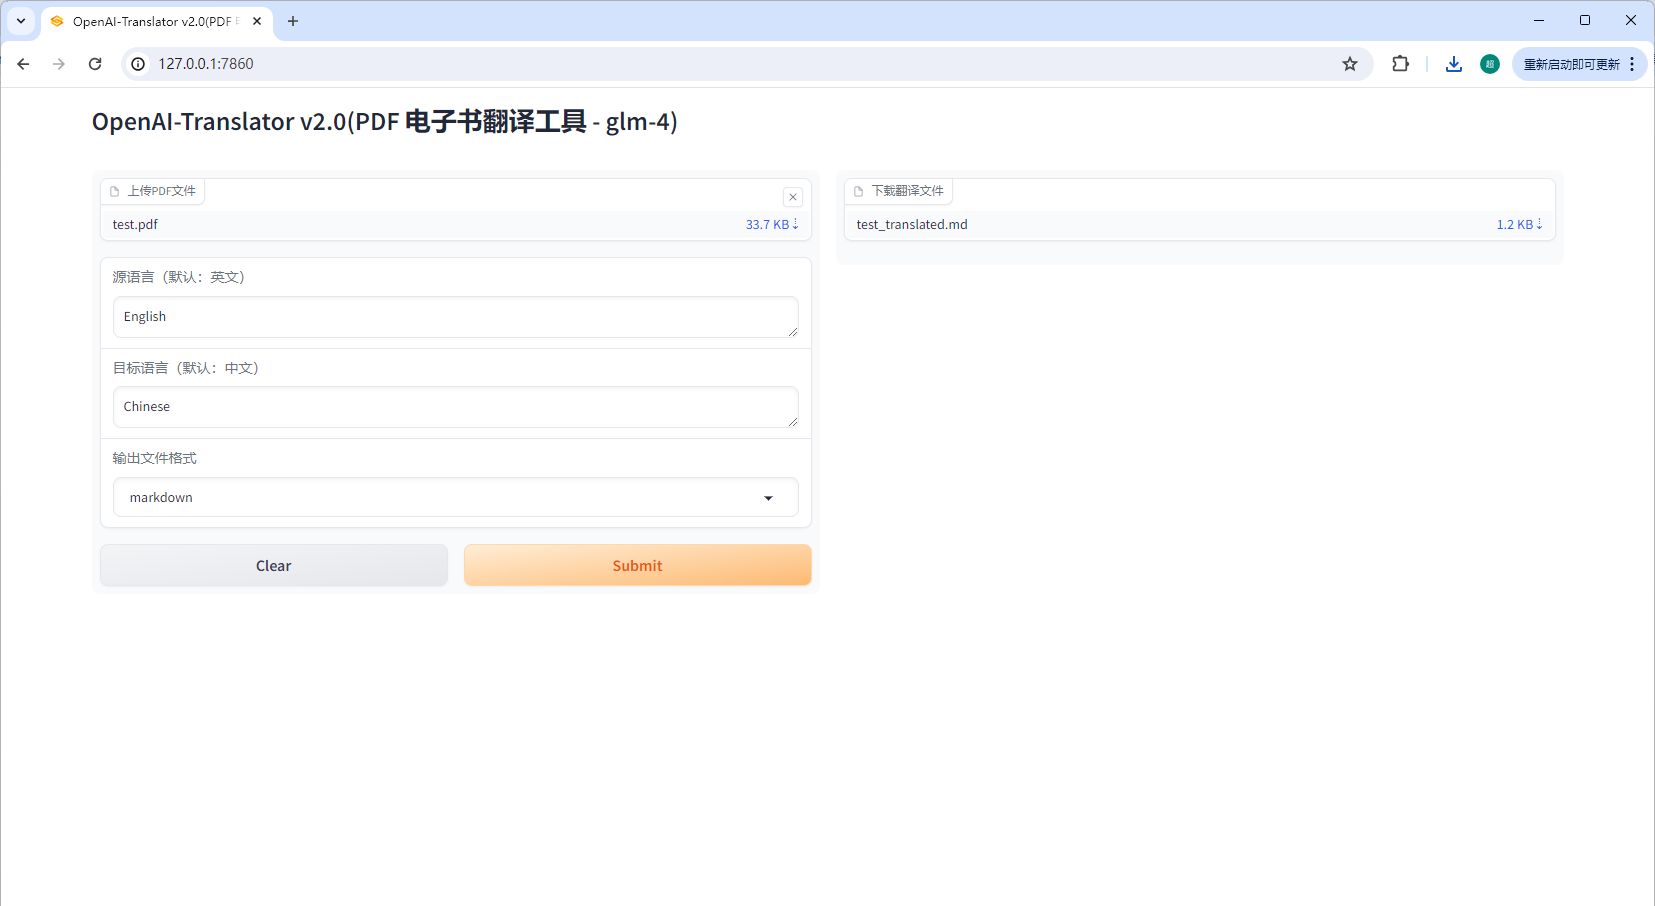 OpenAI-Translator v2.0(PDF
127.0.0.1:7860
超
重新启动即可更新
OpenAI-Translator v2.0(PDF 电子书翻译工具 - glm-4)
上传PDF文件
test.pdf
33.7 KB⇣
源语言（默认：英文）
English
目标语言（默认：中文）
Chinese
输出文件格式
markdown
Clear
Submit
下载翻译文件
test_translated.md
1.2 KB⇣